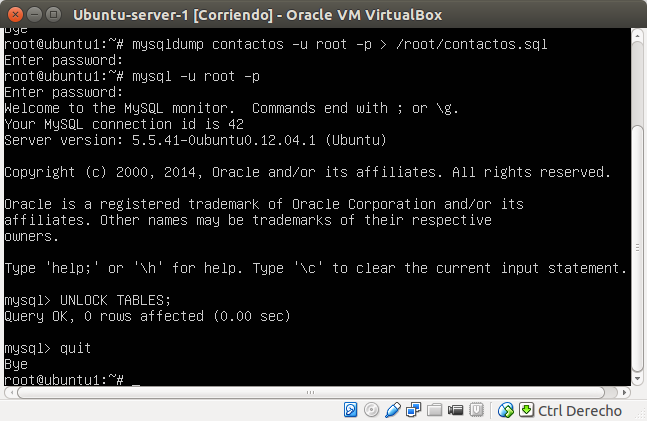 Ubuntu-server-1 [Corriendo] - Oracle VM VirtualBox
Bye
root@ubuntu1:~# mysqldump contactos -u root -p > /root/contactos.sql
Enter password:
root@ubuntu1:~# mysql -u root -p
Enter password:
Welcome to the MySQL monitor.  Commands end with ; or \g.
Your MySQL connection id is 42
Server version: 5.5.41-0ubuntu0.12.04.1 (Ubuntu)
Copyright (c) 2000, 2014, Oracle and/or its affiliates. All rights reserved.
Oracle is a registered trademark of Oracle Corporation and/or its
affiliates. Other names may be trademarks of their respective
owners.
Type 'help;' or '\h' for help. Type '\c' to clear the current input statement.
mysql> UNLOCK TABLES;
Query OK, 0 rows affected (0.00 sec)
mysql> quit
Bye
root@ubuntu1:~# _
Ctrl Derecho